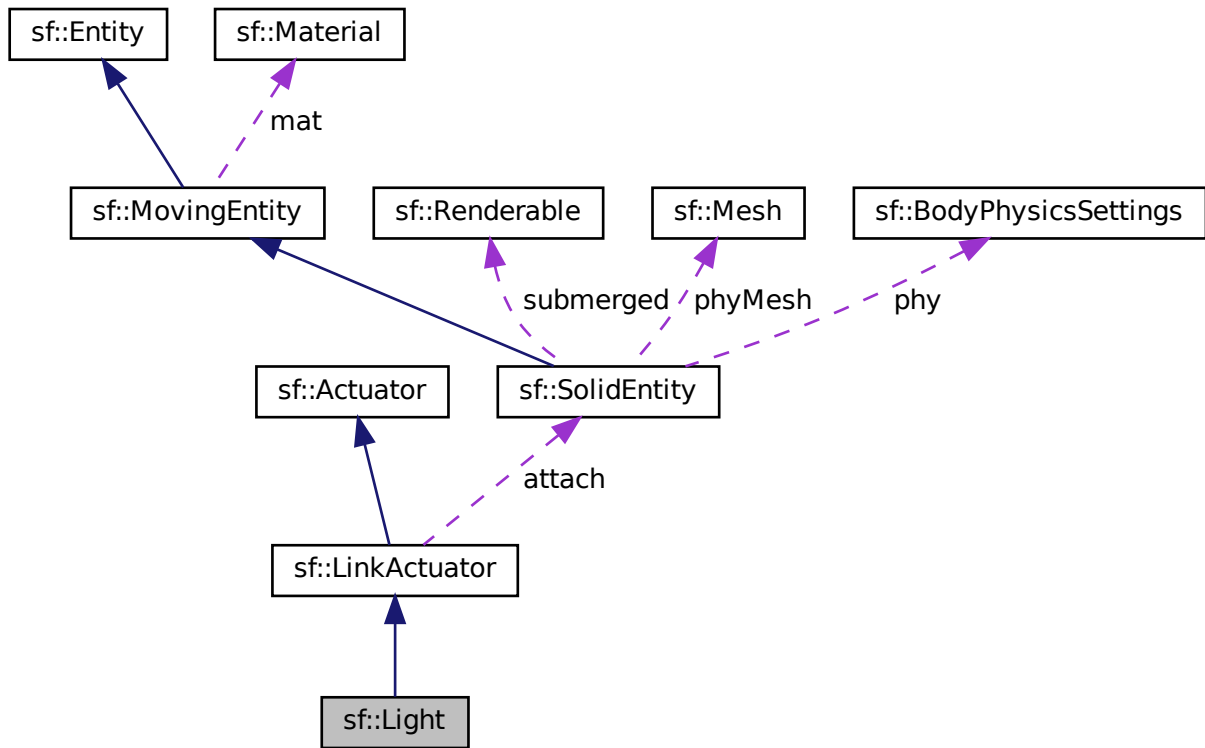 sf::Entity
sf::Material
mat
sf::MovingEntity
sf::Renderable
sf::Mesh
sf::BodyPhysicsSettings
submerged
phyMesh
phy
sf::Actuator
sf::SolidEntity
attach
sf::LinkActuator
sf::Light